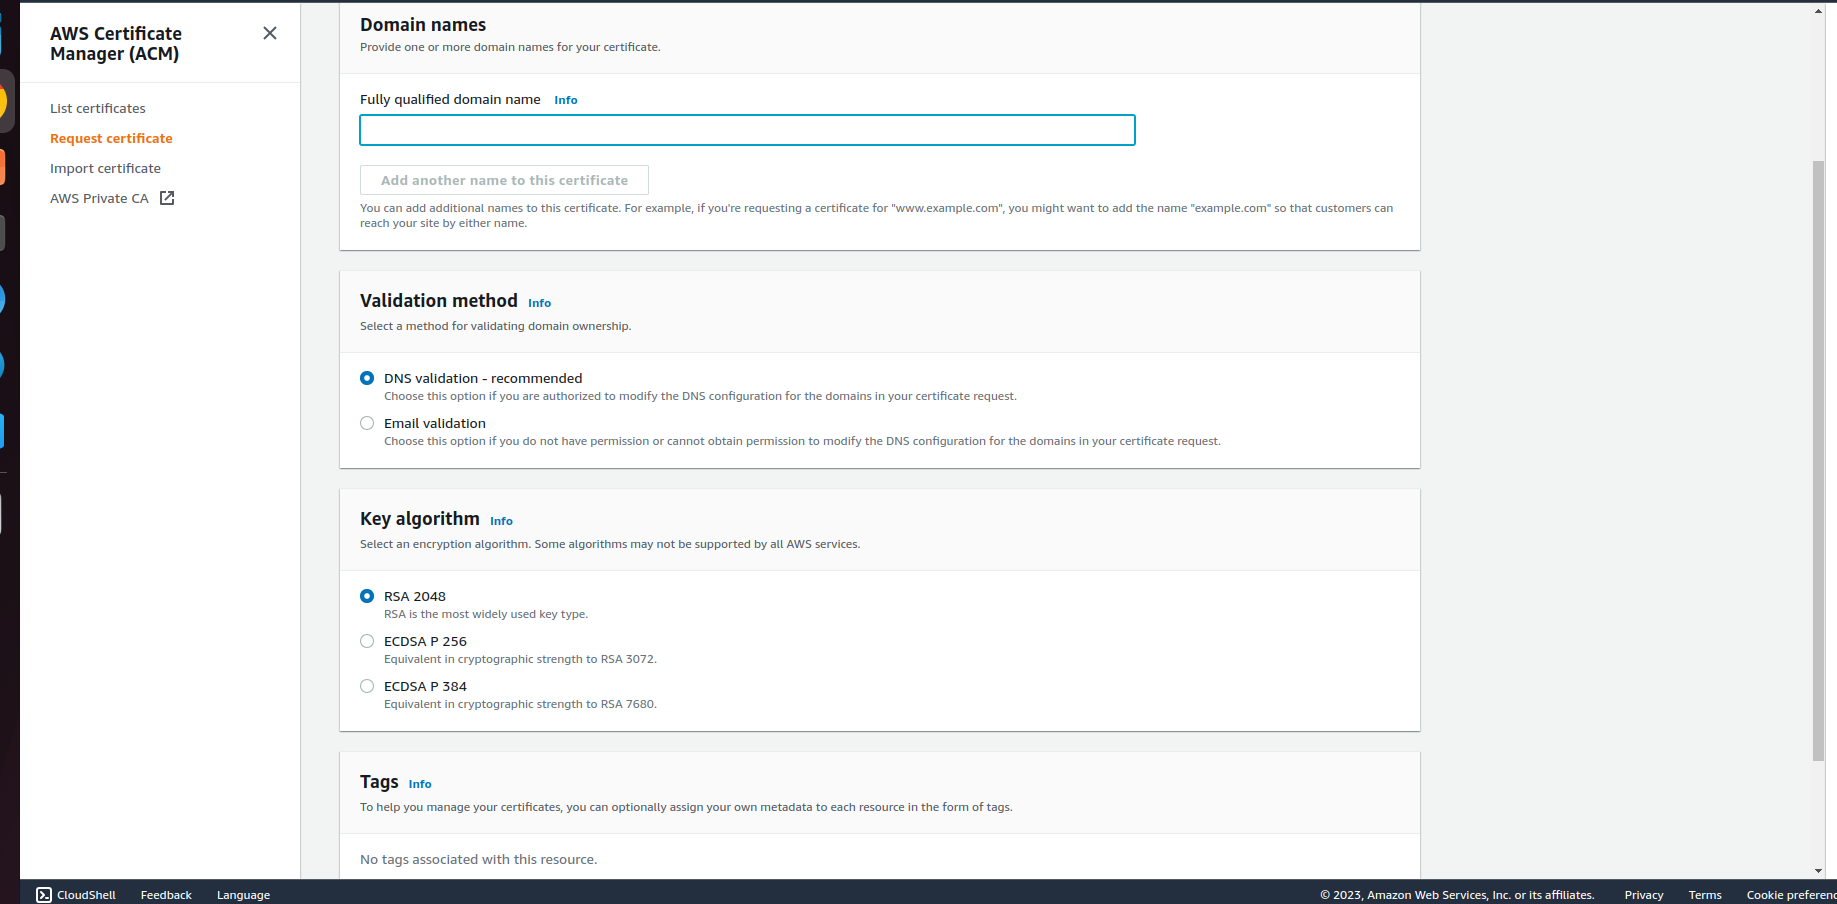 AWS Certificate
Manager (ACM)
List certificates
Request certificate
Import certificate
AWS Private CA
Domain names
Provide one or more domain names for your certificate.
Fully qualified domain name Info
Add another name to this certificate
You can add additional names to this certificate. For example, if you're requesting a certificate for "www.example.com", you might want to add the name "example.com" so that customers can
reach your site by either name.
Validation method Info
Select a method for validating domain ownership.
DNS validation - recommended
Choose this option if you are authorized to modify the DNS configuration for the domains in your certificate request.
Email validation
Choose this option if you do not have permission or cannot obtain permission to modify the DNS configuration for the domains in your certificate request.
Key algorithm Info
Select an encryption algorithm. Some algorithms may not be supported by all AWS services.
RSA 2048
RSA is the most widely used key type.
ECDSA P 256
Equivalent in cryptographic strength to RSA 3072.
ECDSA P 384
Equivalent in cryptographic strength to RSA 7680.
Tags Info
To help you manage your certificates, you can optionally assign your own metadata to each resource in the form of tags.
No tags associated with this resource.
CloudShell Feedback Language © 2023, Amazon Web Services, Inc. or its affiliates. Privacy Terms Cookie preferenc